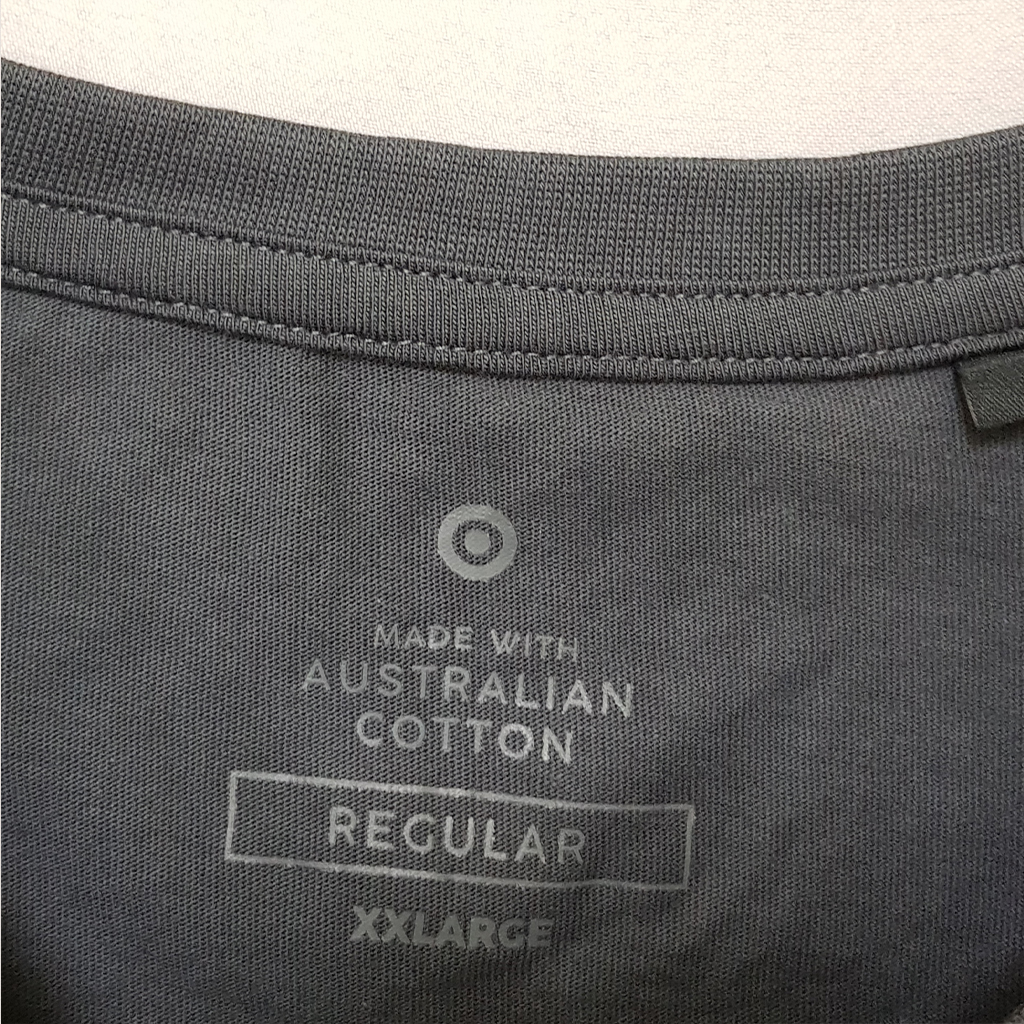 MADE WITH
AUSTRALIAN
COTTON
REGULAR
XXLARGE